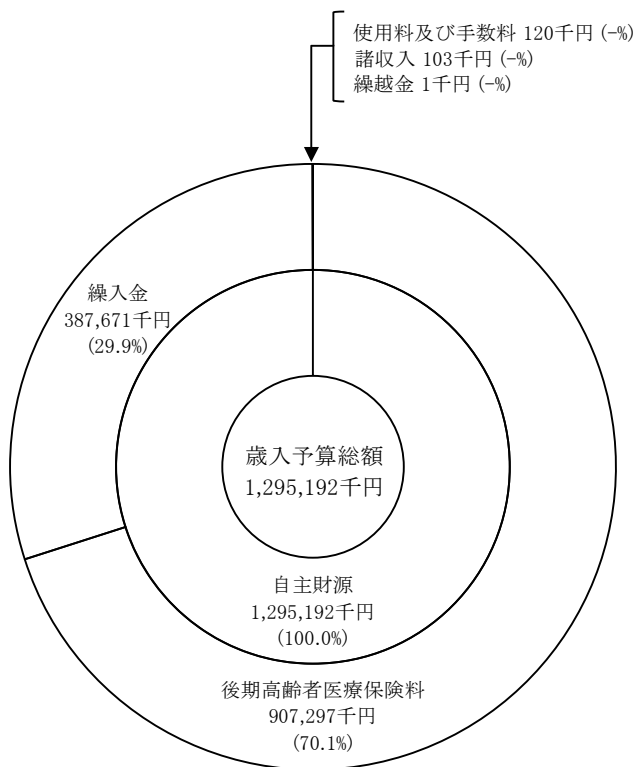 使用料及び手数料 120千円 (-%)
諸収入 103千円 (-%)
繰越金 1千円 (-%)
繰入金
387,671千円
(29.9%)
歳入予算総額
1,295,192千円
自主財源
1,295,192千円
(100.0%)
後期高齢者医療保険料
907,297千円
(70.1%)